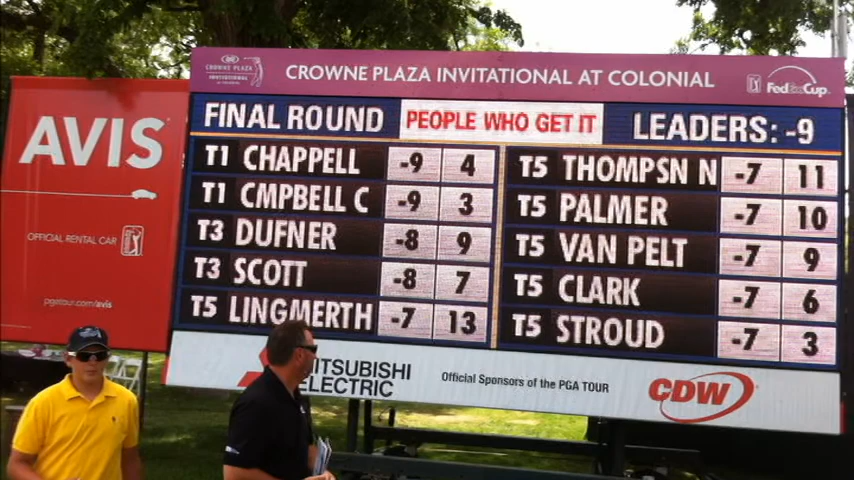 CROWNE PLAZA
INVITATIONAL
CROWNE PLAZA INVITATIONAL AT COLONIAL
FedExCup
AVIS
OFFICIAL RENTAL CAR
pgatour.com/avis
FINAL ROUND
PEOPLE WHO GET IT
LEADERS: -9
T1 CHAPPELL -9 4
T1 CMPBELL C -9 3
T3 DUFNER -8 9
T3 SCOTT -8 7
T5 LINGMERTH -7 13
T5 THOMPSN N -7 11
T5 PALMER -7 10
T5 VAN PELT -7 9
T5 CLARK -7 6
T5 STROUD -7 3
MITSUBISHI
ELECTRIC
Official Sponsors of the PGA TOUR
CDW